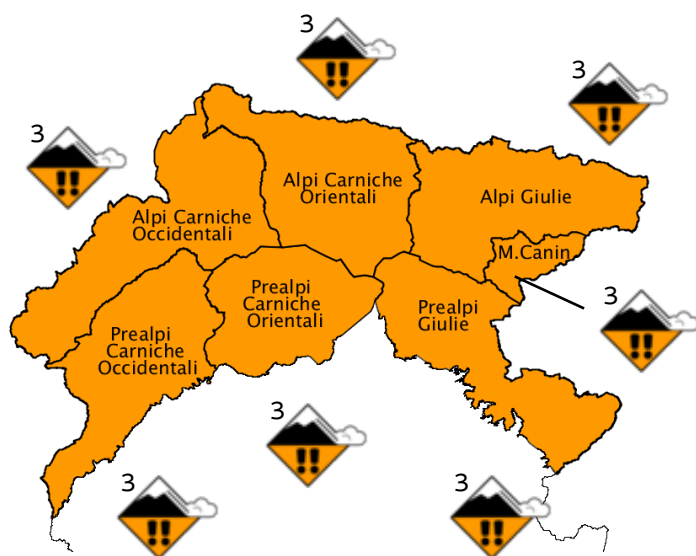 3
3
3
Alpi Carniche
Orientali
Alpi Giulie
Alpi Carniche
Occidentali
M.Canin
Prealpi
Carniche
Orientali
3
Prealpi
Giulie
Prealpi
Carniche
Occidentali
3
3
3
!!
!!
!!
!!
!!
!!
!!